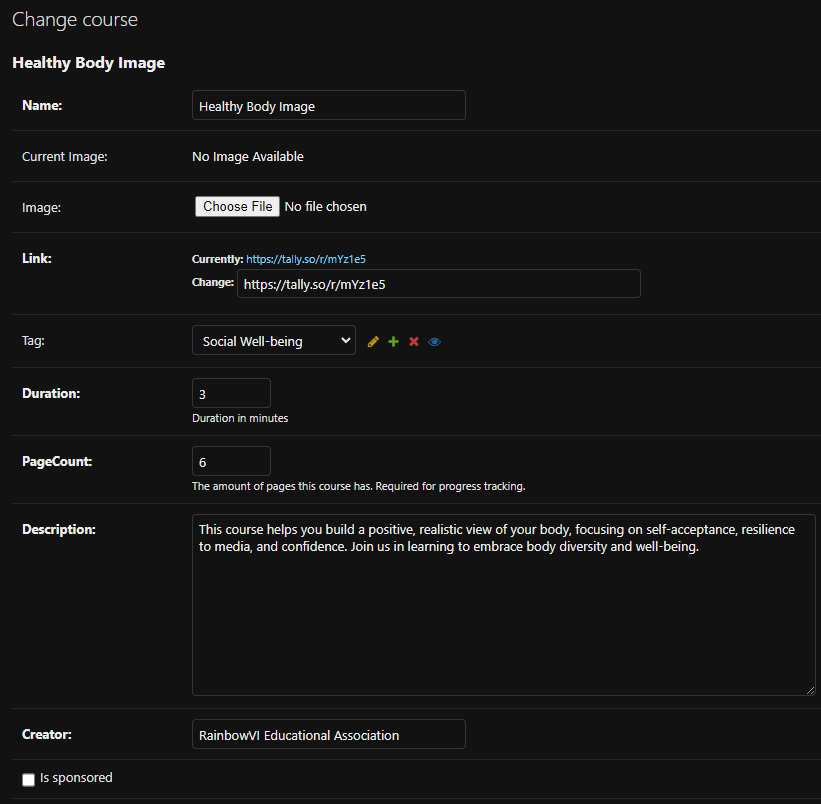 Change course
Healthy Body Image
Name:
Healthy Body Image
Current Image:
No Image Available
Image:
Choose File No file chosen
Link:
Currently: https://tally.so/r/mYz1e5
Change:
https://tally.so/r/mYz1e5
Tag:
Social Well-being
Duration:
3
Duration in minutes
PageCount:
6
The amount of pages this course has. Required for progress tracking.
Description:
This course helps you build a positive, realistic view of your body, focusing on self-acceptance, resilience
to media, and confidence. Join us in learning to embrace body diversity and well-being.
Creator:
RainbowVI Educational Association
Is sponsored